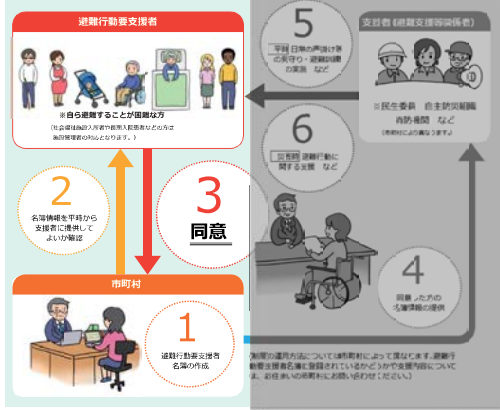 避難行動要支援者
※自ら避難することが困難な方
(社会福祉施設入所者や長期入院患者などの方は
施設管理者の対応となります。)
2
名簿情報を平時から
支援者に提供して
よいか確認
3
同意
市町村
1
避難行動要支援者
名簿の作成
5
平時 日常の声掛け等
の見守り・避難訓練
の実施 など
支援者(避難支援等関係者)
※民生委員 自主防災組織
消防機関 など
(市町村により異なります。)
6
災害時 避難行動に
関する支援 など
4
同意した方の
名簿情報の提供
制度の運用方法については市町村によって異なります。避難行
動要支援者名簿に登録されているかどうかや支援内容について
は、お住まいの市町村にお問い合わせください。)